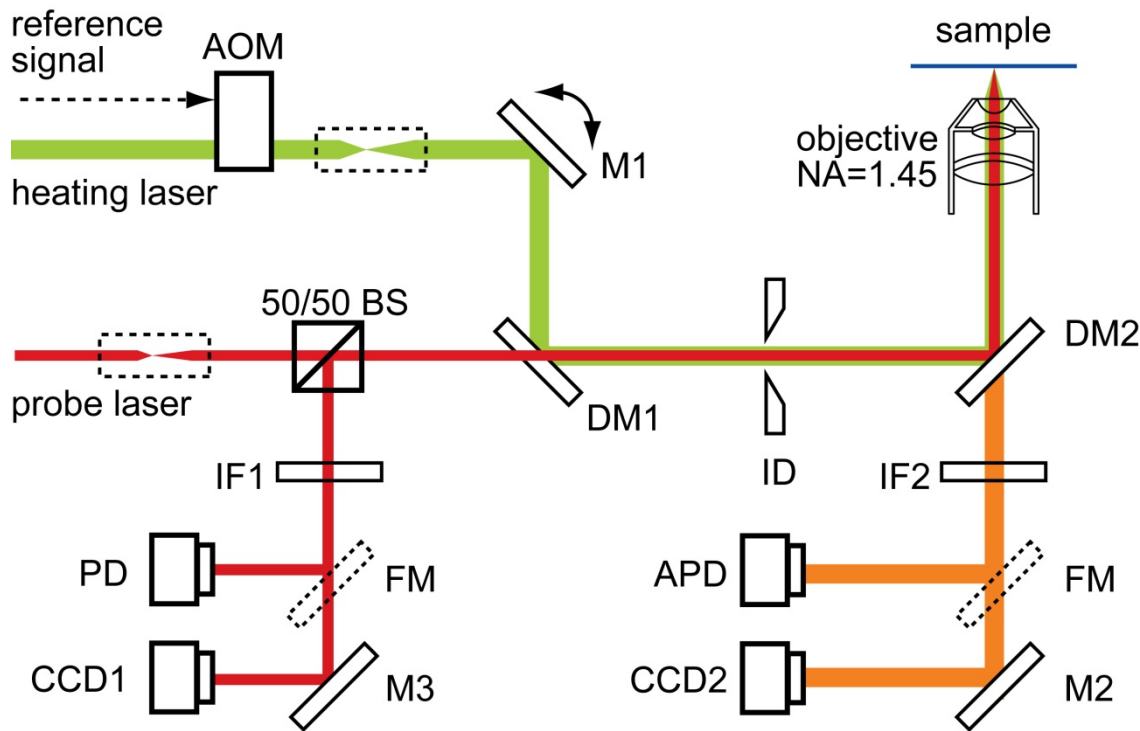 reference
signal
AOM
sample
heating laser
M1
objective
NA=1.45
50/50 BS
DM2
probe laser
DM1
IF1
ID
IF2
PD
FM
APD
FM
CCD1
M3
CCD2
M2